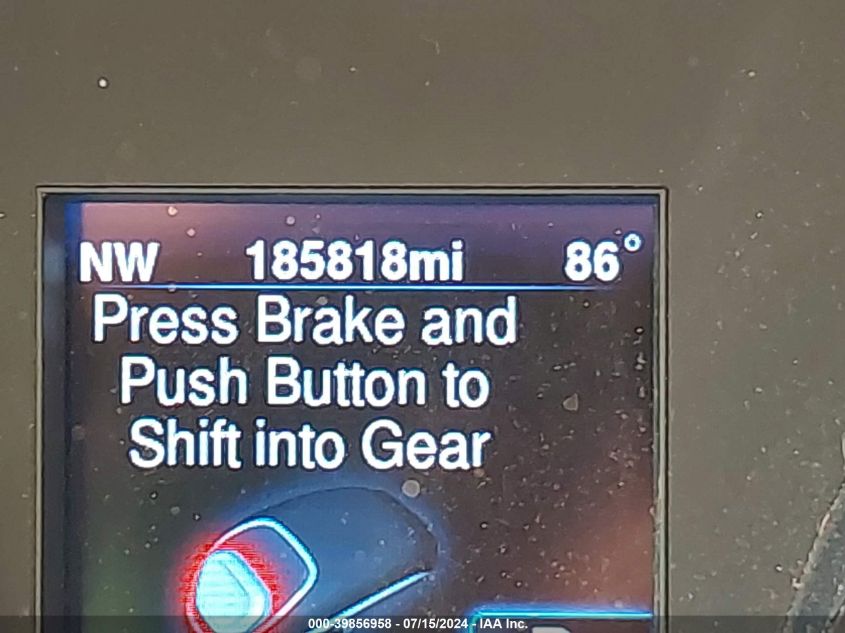 NW 185818mi 86°
Press Brake and
Push Button to
Shift into Gear
000-39856958 - 07/15/2024 - IAA Inc.